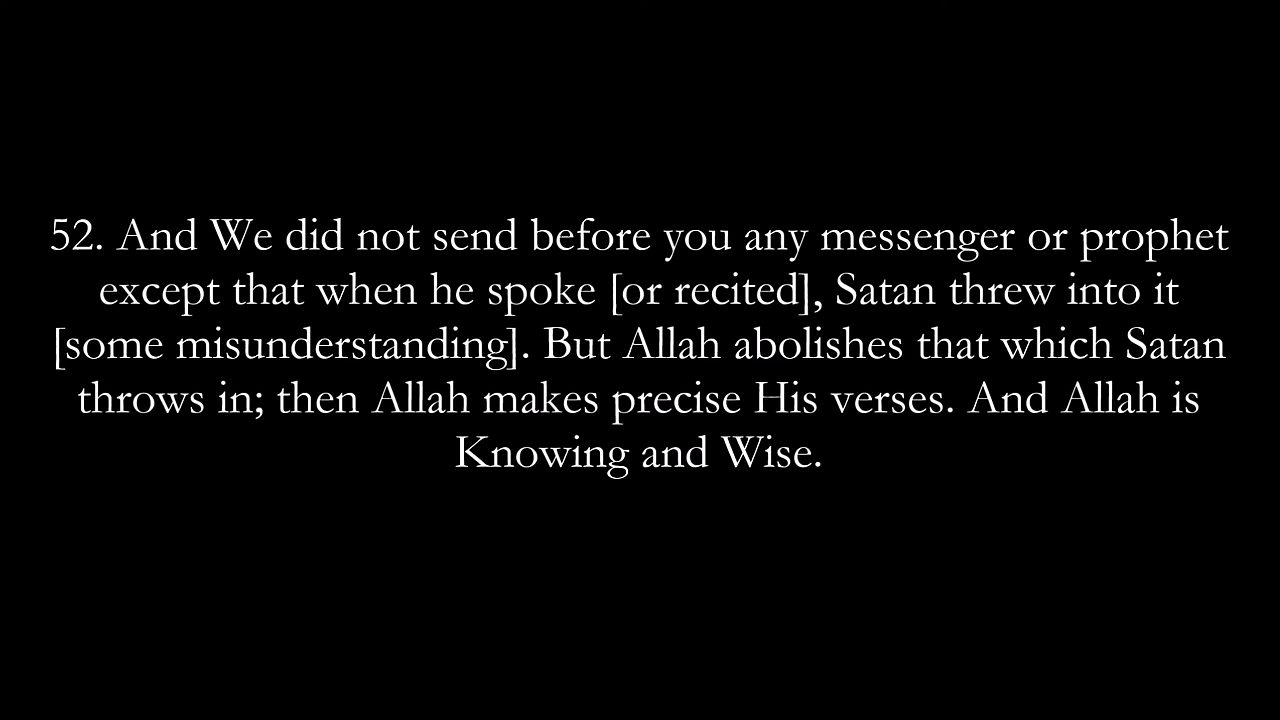 52. And We did not send before you any messenger or prophet
except that when he spoke [or recited], Satan threw into it
[some misunderstanding]. But Allah abolishes that which Satan
throws in; then Allah makes precise His verses. And Allah is
Knowing and Wise.